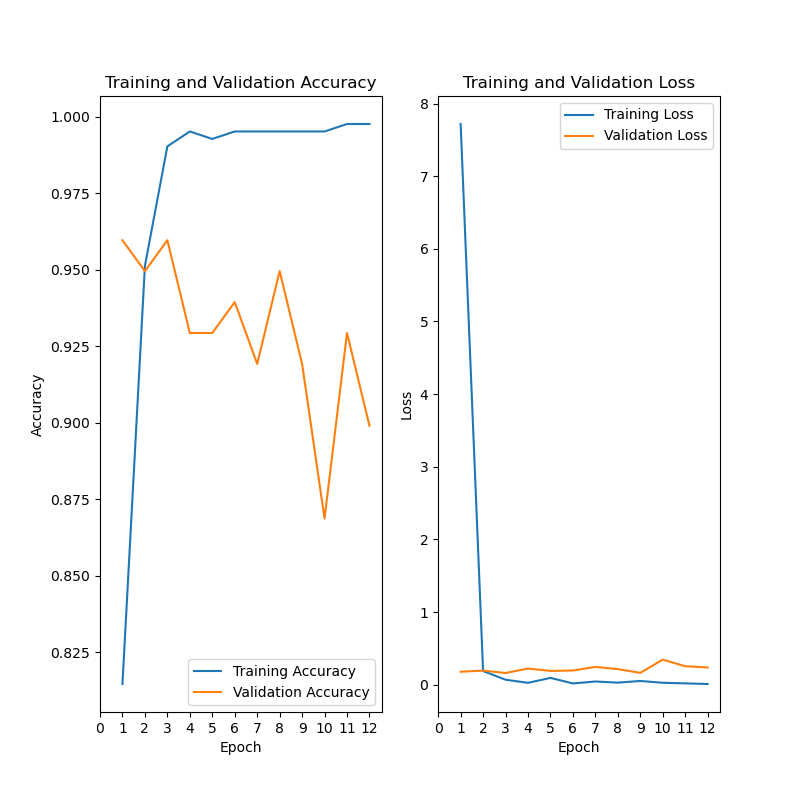 Training and Validation Accuracy
1.000
0.975
0.950
0.925
0.900
0.875
0.850
0.825
Accuracy
Training Accuracy
Validation Accuracy
0 1 2 3 4 5 6 7 8 9 10 11 12
Epoch
Training and Validation Loss
8
7
6
5
4
3
2
1
0
Loss
Training Loss
Validation Loss
0 1 2 3 4 5 6 7 8 9 10 11 12
Epoch